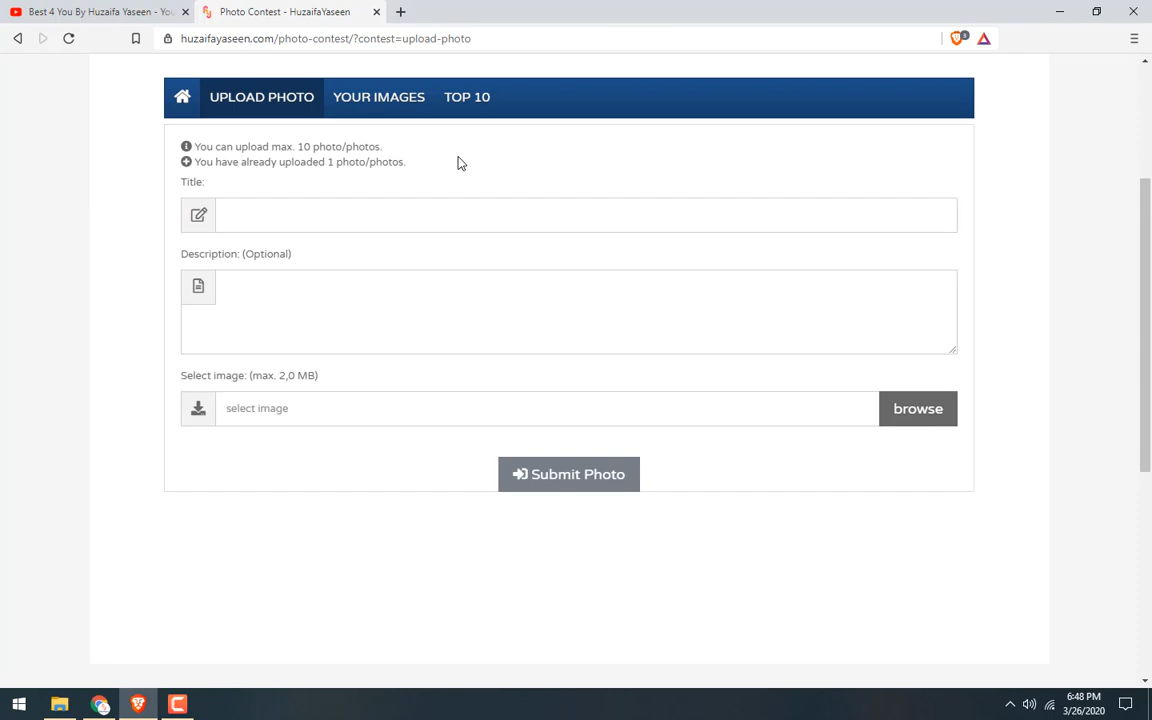 Best 4 You By Huzaifa Yaseen - You
Photo Contest - HuzaifaYaseen
huzaifayaseen.com/photo-contest/?contest=upload-photo
3
UPLOAD PHOTO
YOUR IMAGES
TOP 10
You can upload max. 10 photo/photos.
You have already uploaded 1 photo/photos.
Title:
Description: (Optional)
Select image: (max. 2,0 MB)
select image
browse
Submit Photo
6:48 PM
3/26/2020